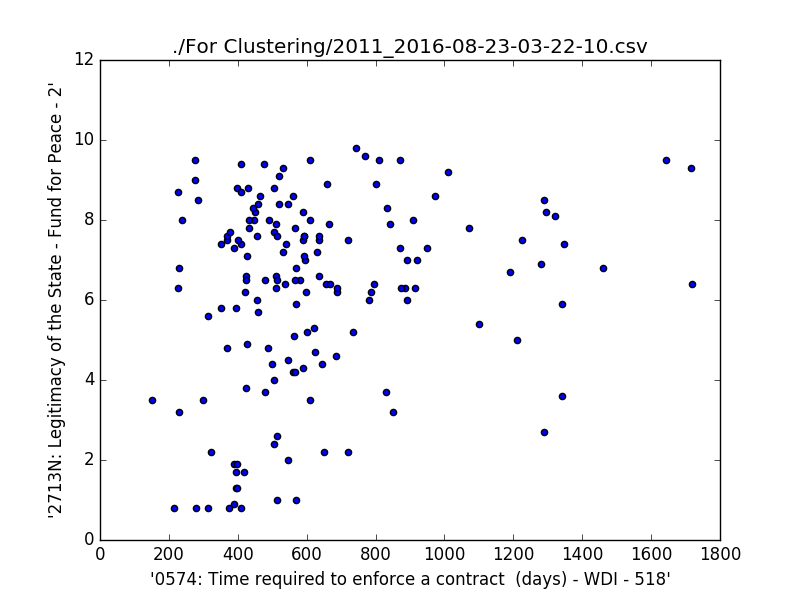 ./For Clustering/2011_2016-08-23-03-22-10.csv
12
10
8
6
4
2
0
'2713N: Legitimacy of the State - Fund for Peace - 2'
0 200 400 600 800 1000 1200 1400 1600 1800
'0574: Time required to enforce a contract  (days) - WDI - 518'